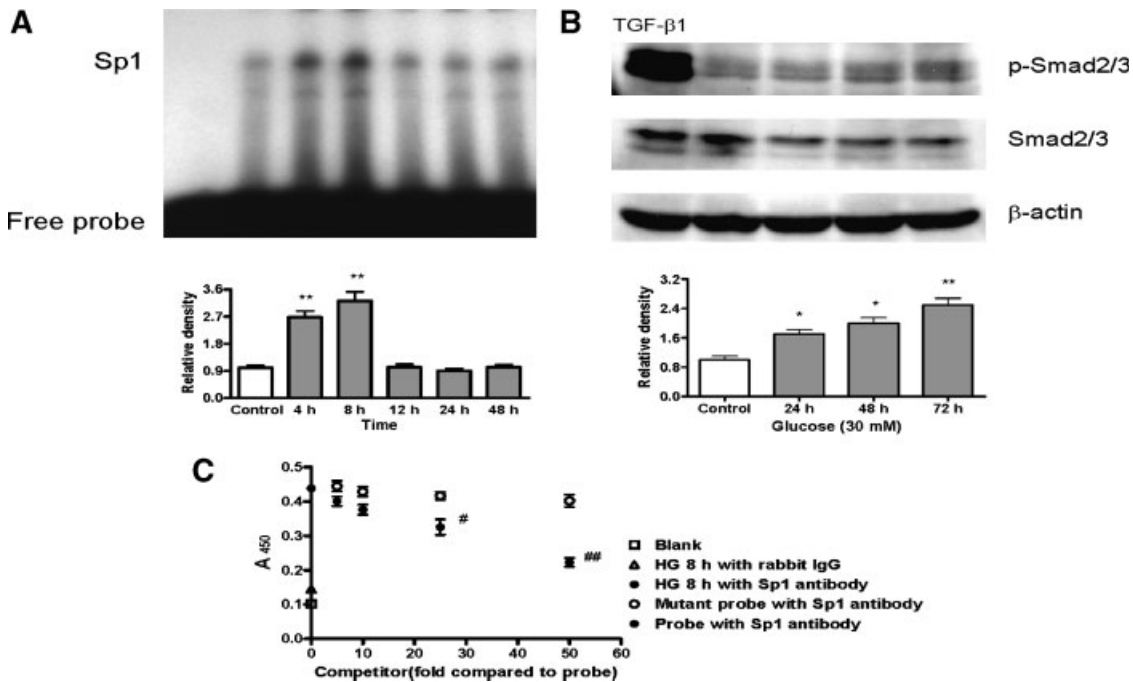 A
Sp1
Free probe
Relative density
3.6
2.7
1.8
0.9
0.0
** **
Control 4 h 8 h 12 h 24 h 48 h
Time
B
TGF-β1
p-Smad2/3
Smad2/3
β-actin
Relative density
3.2
2.4
1.6
0.8
0.0
* * **
Control 24 h 48 h 72 h
Glucose (30 mM)
C
A 450
0.5
0.4
0.3
0.2
0.1
0.0
# ##
0 10 20 30 40 50 60
Competitor(fold compared to probe)
Blank
HG 8 h with rabbit IgG
HG 8 h with Sp1 antibody
Mutant probe with Sp1 antibody
Probe with Sp1 antibody